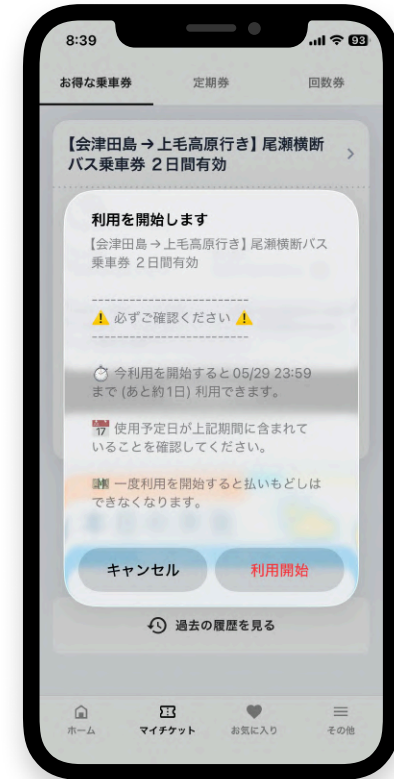 8:39
93
お得な乗車券 定期券 回数券
【会津田島→上毛高原行き】尾瀬横断
バス乗車券 2日間有効
利用を開始します
【会津田島→上毛高原行き】尾瀬横断バス
乗車券 2日間有効
-------------------------
⚠️ 必ずご確認ください ⚠️
-------------------------
⏱ 今利用を開始すると05/29 23:59
まで (あと約1日) 利用できます。
📅 使用予定日が上記期間に含まれて
いることを確認してください。
💴 一度利用を開始すると払いもどしは
できなくなります。
キャンセル 利用開始
過去の履歴を見る
ホーム マイチケット お気に入り その他